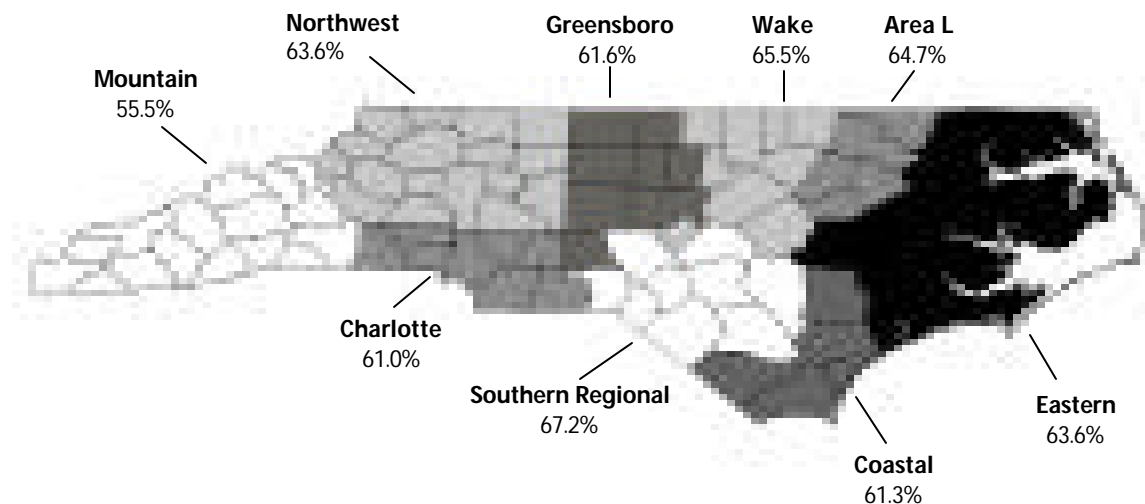 Northwest
63.6%
Greensboro
61.6%
Wake
65.5%
Area L
64.7%
Mountain
55.5%
Charlotte
61.0%
Southern Regional
67.2%
Eastern
63.6%
Coastal
61.3%